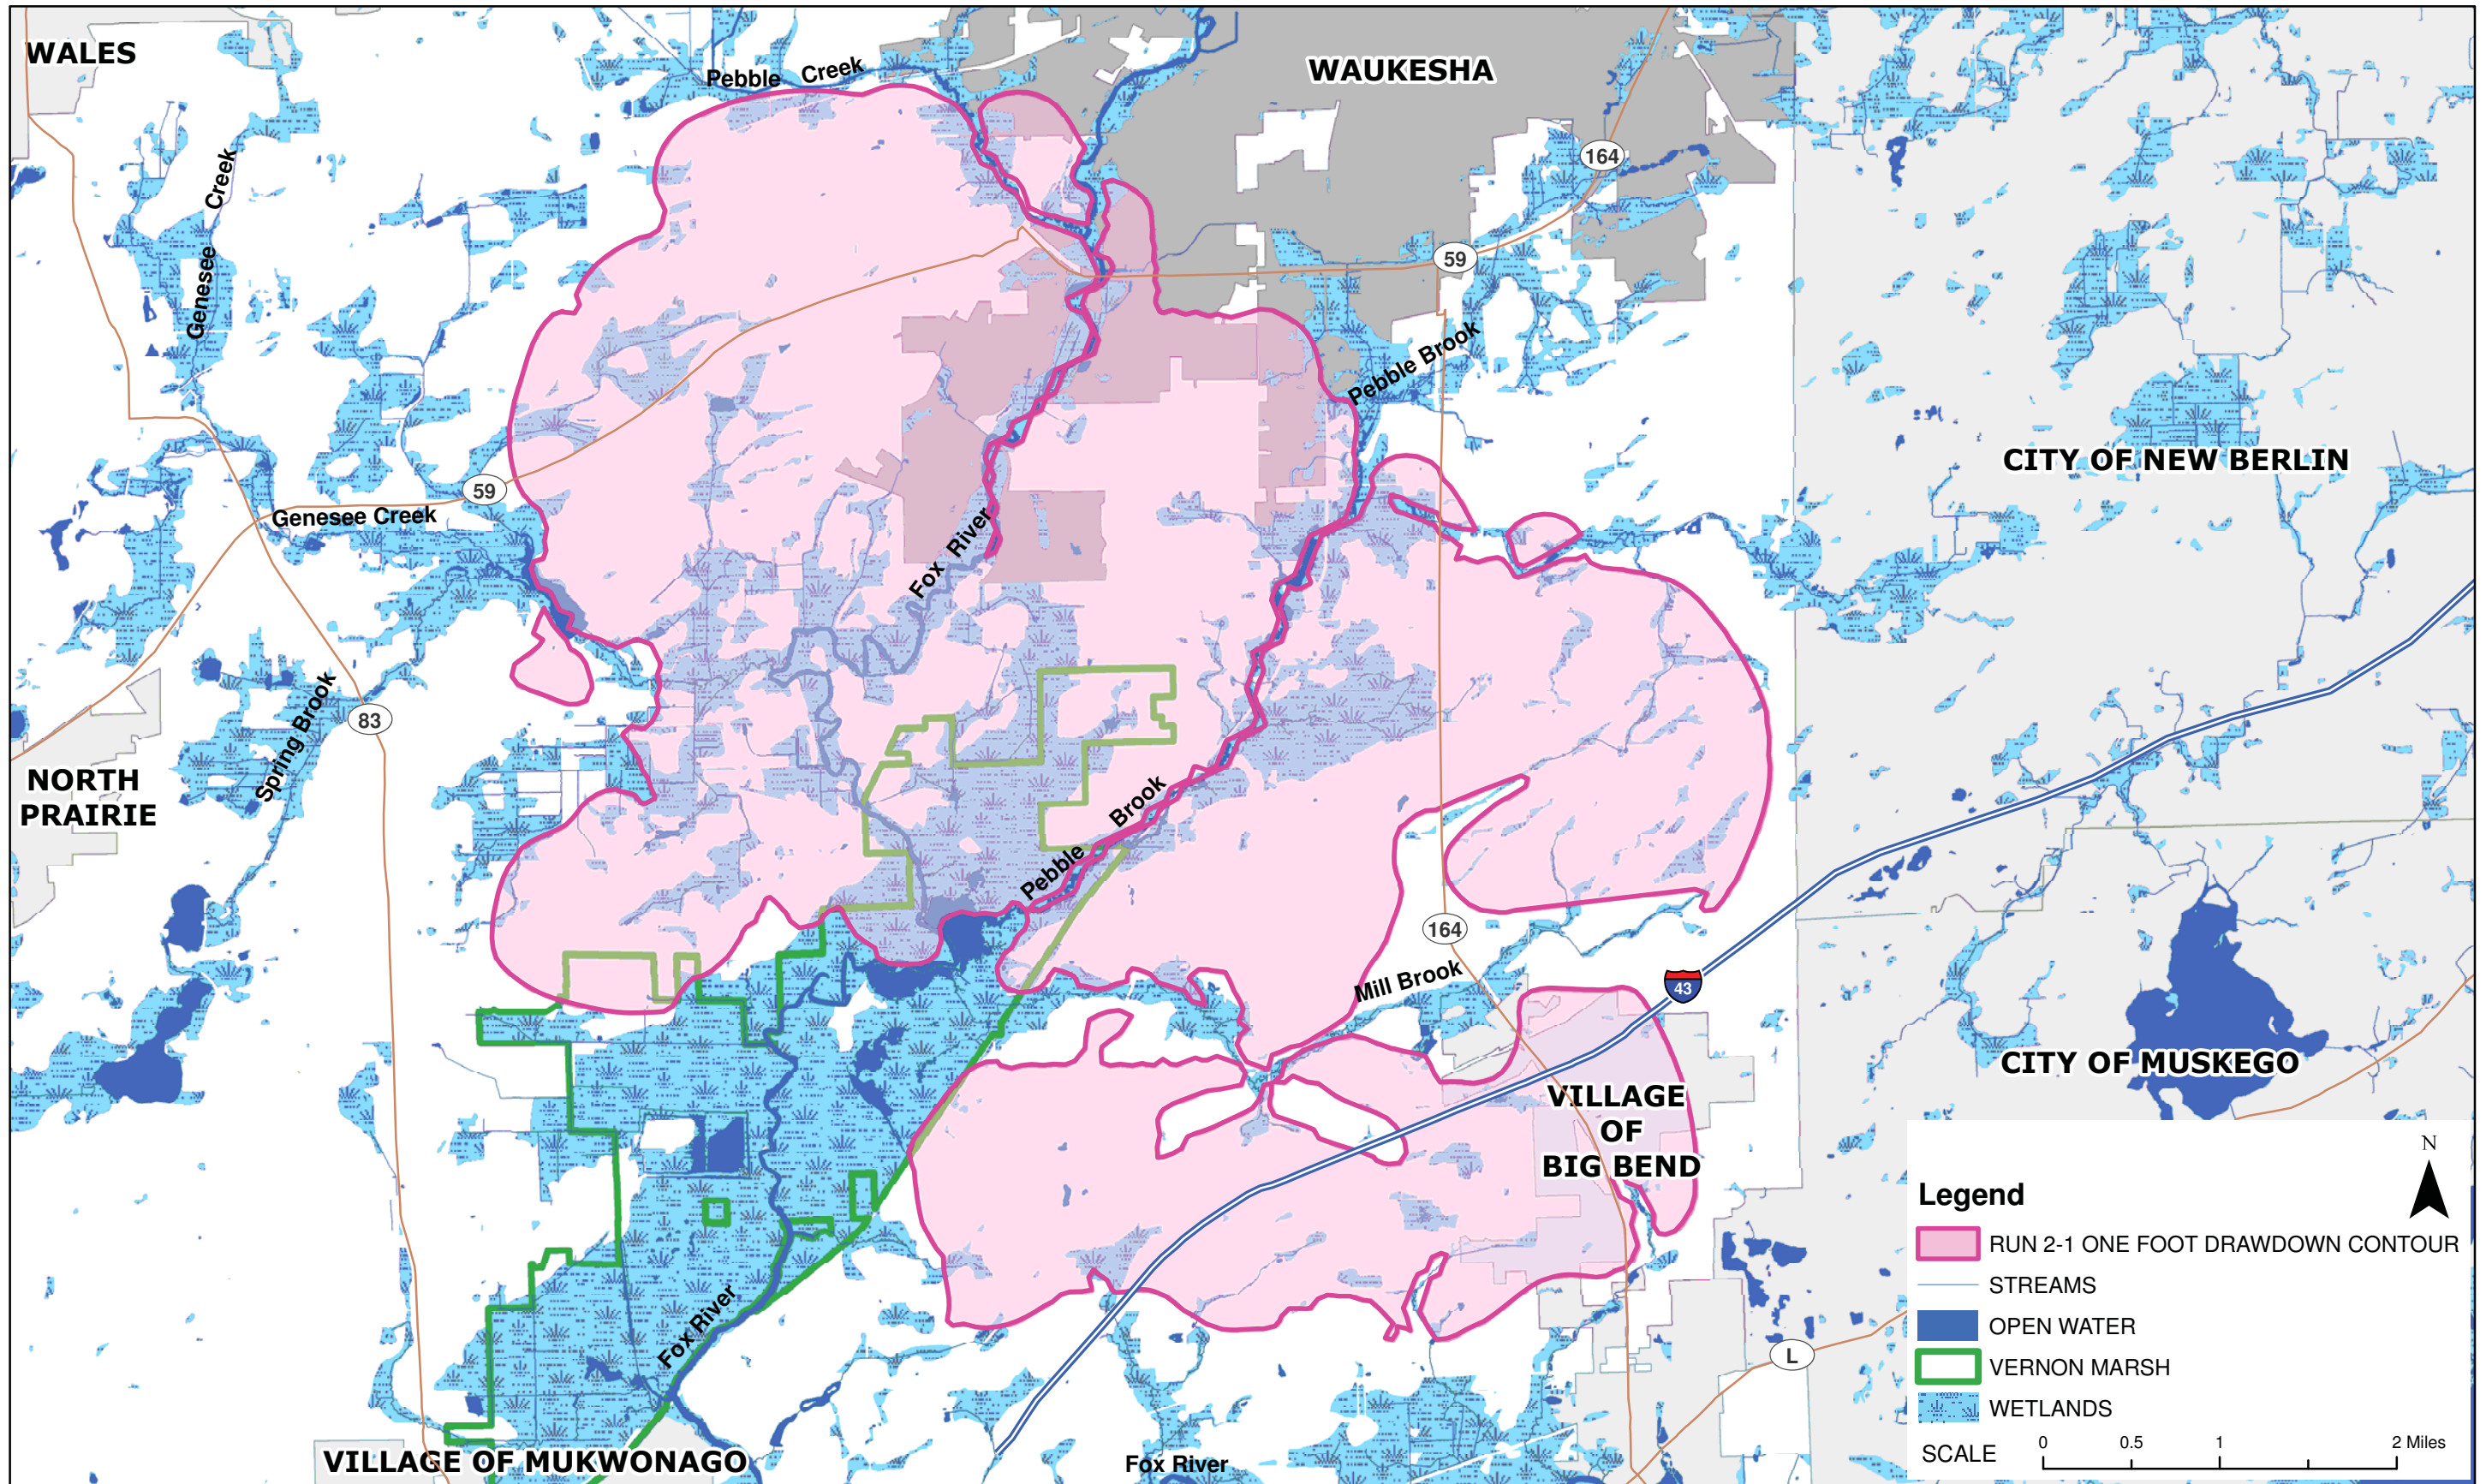 WALES
Pebble Creek
WAUKESHA
Genesee Creek
164
59
Pebble Brook
CITY OF NEW BERLIN
59
Genesee Creek
Fox River
Spring Brook
83
NORTH
PRAIRIE
Pebble Brook
164
Mill Brook
43
CITY OF MUSKEGO
VILLAGE
OF
BIG BEND
Fox River
L
VILLAGE OF MUKWONAGO
Fox River
N
Legend
RUN 2-1 ONE FOOT DRAWDOWN CONTOUR
STREAMS
OPEN WATER
VERNON MARSH
WETLANDS
SCALE 0 0.5 1 2 Miles